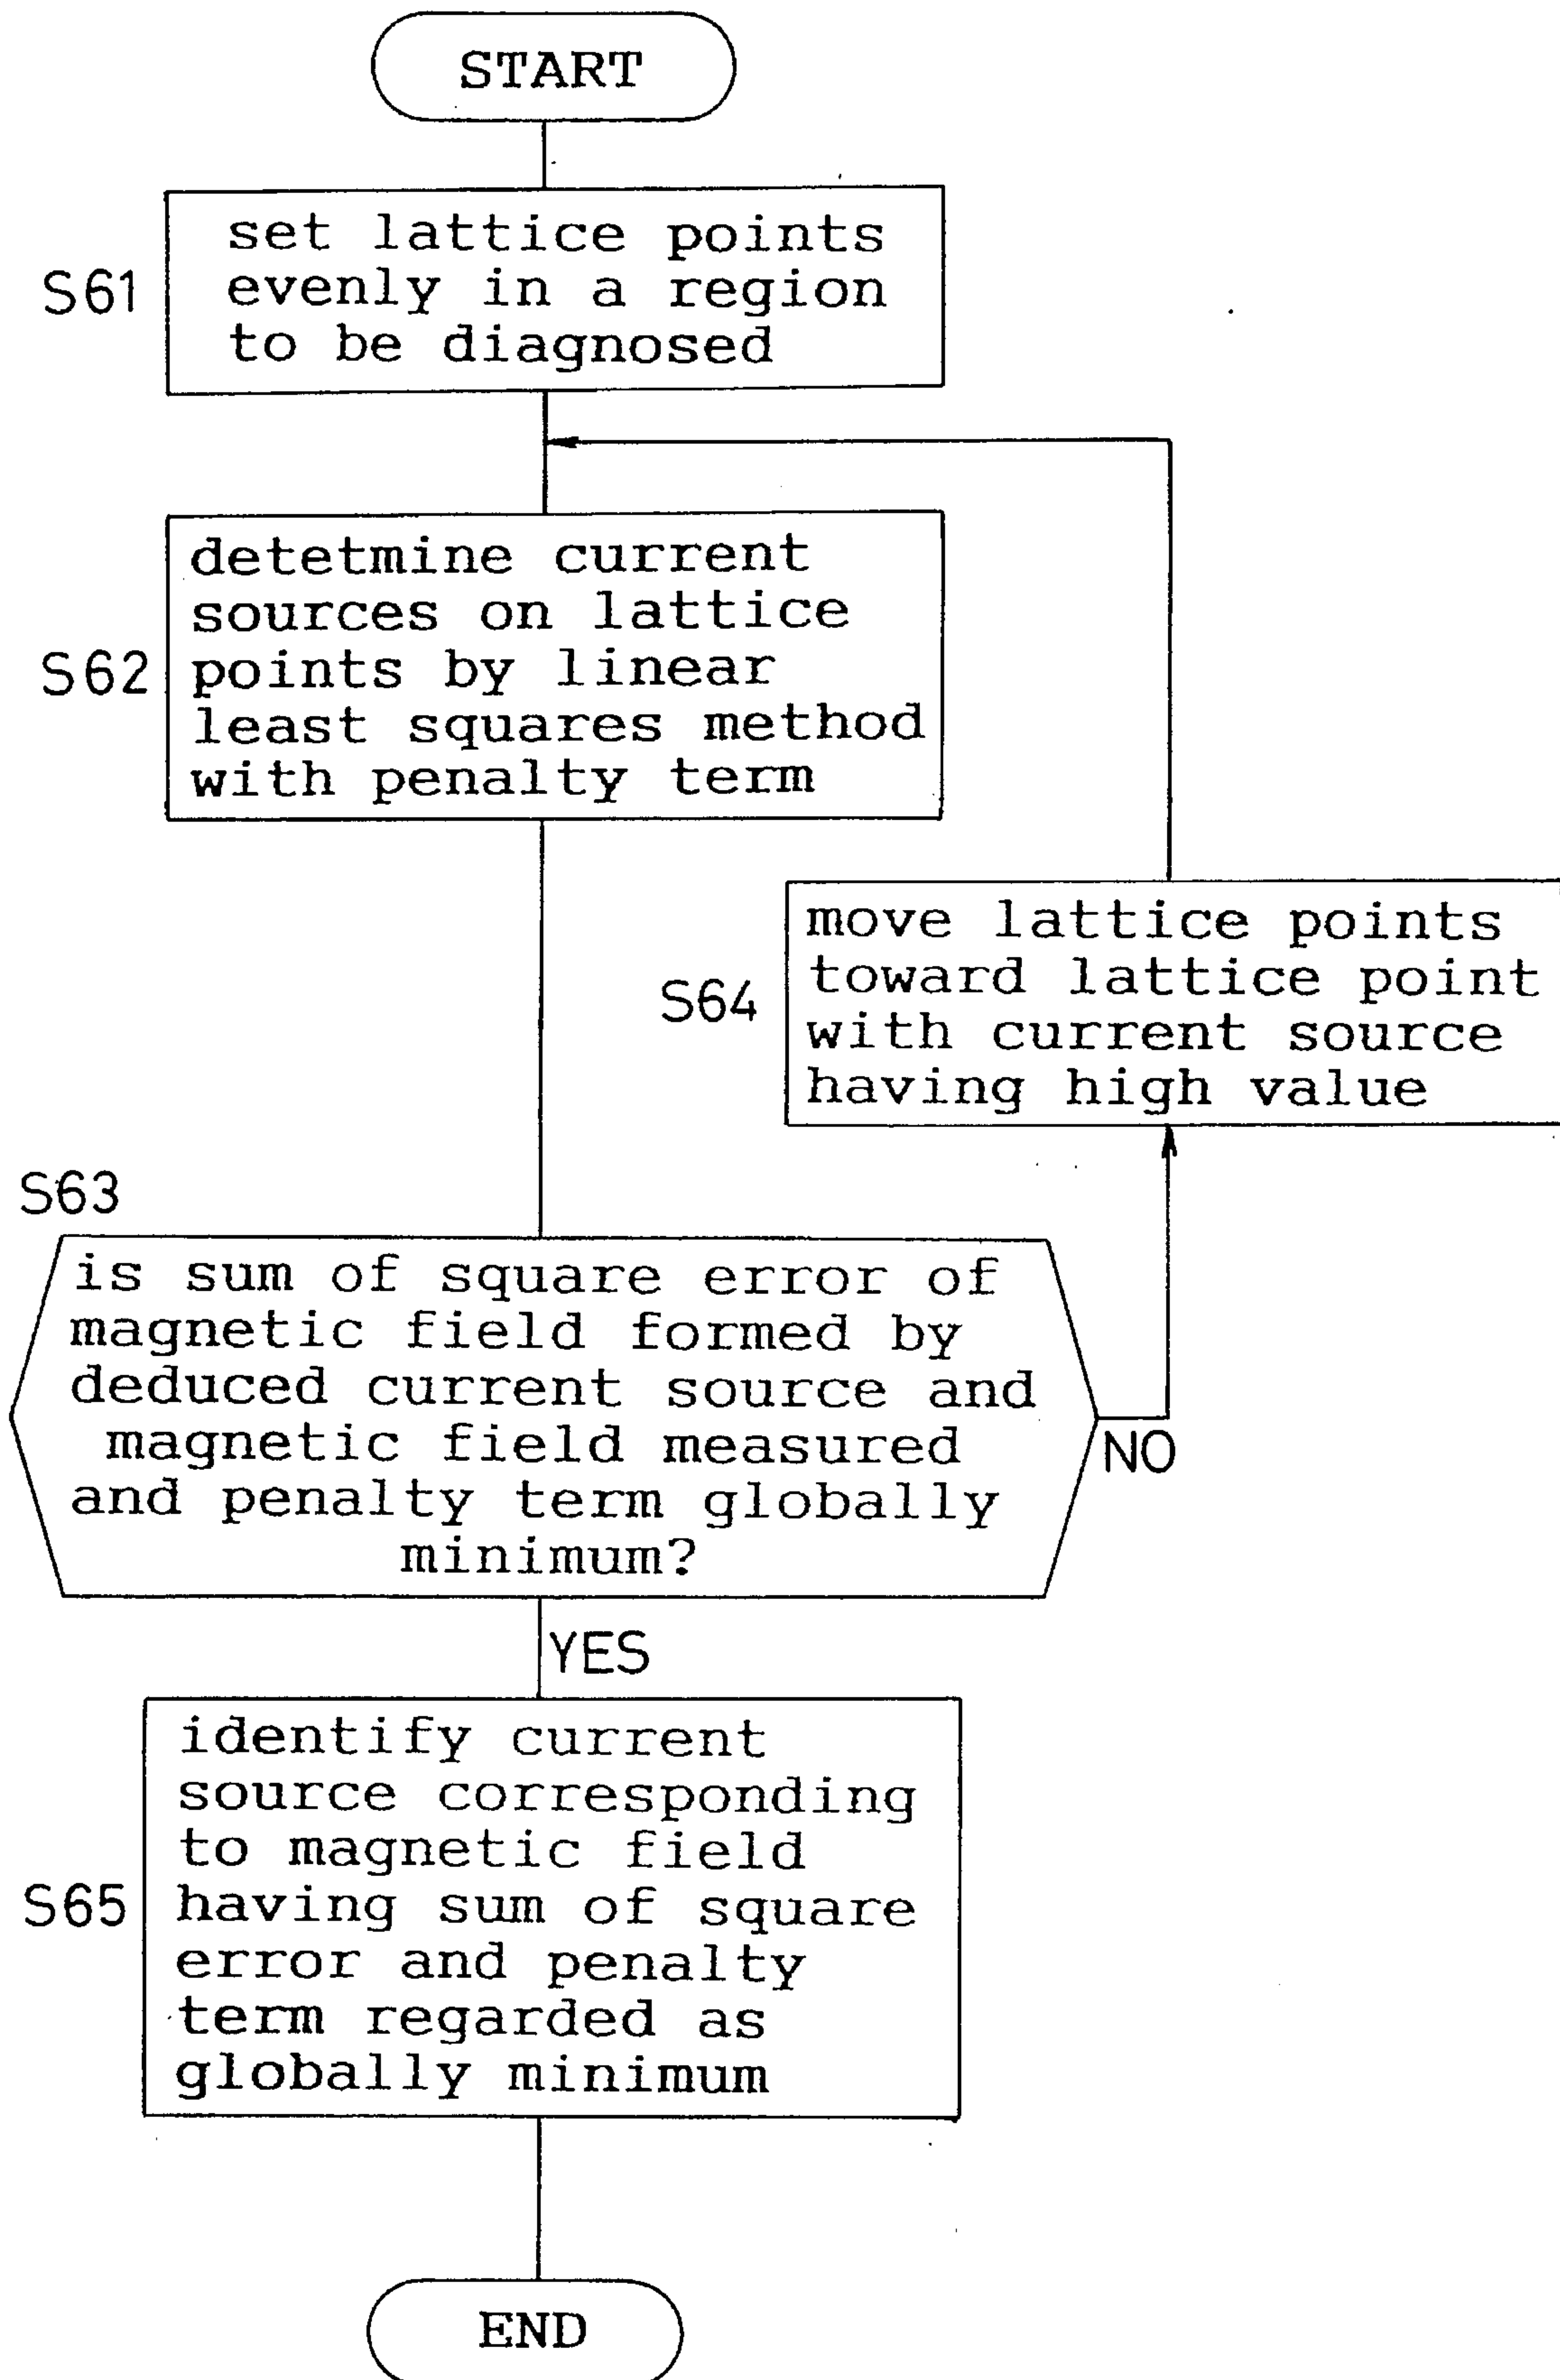 START
S61
set lattice points
evenly in a region
to be diagnosed
S62
detetmine current
sources on lattice
points by linear
least squares method
with penalty term
S64
move lattice points
toward lattice point
with current source
having high value
S63
is sum of square error of
magnetic field formed by
deduced current source and
magnetic field measured
and penalty term globally
minimum?
NO
YES
S65
identify current
source corresponding
to magnetic field
having sum of square
error and penalty
term regarded as
globally minimum
END